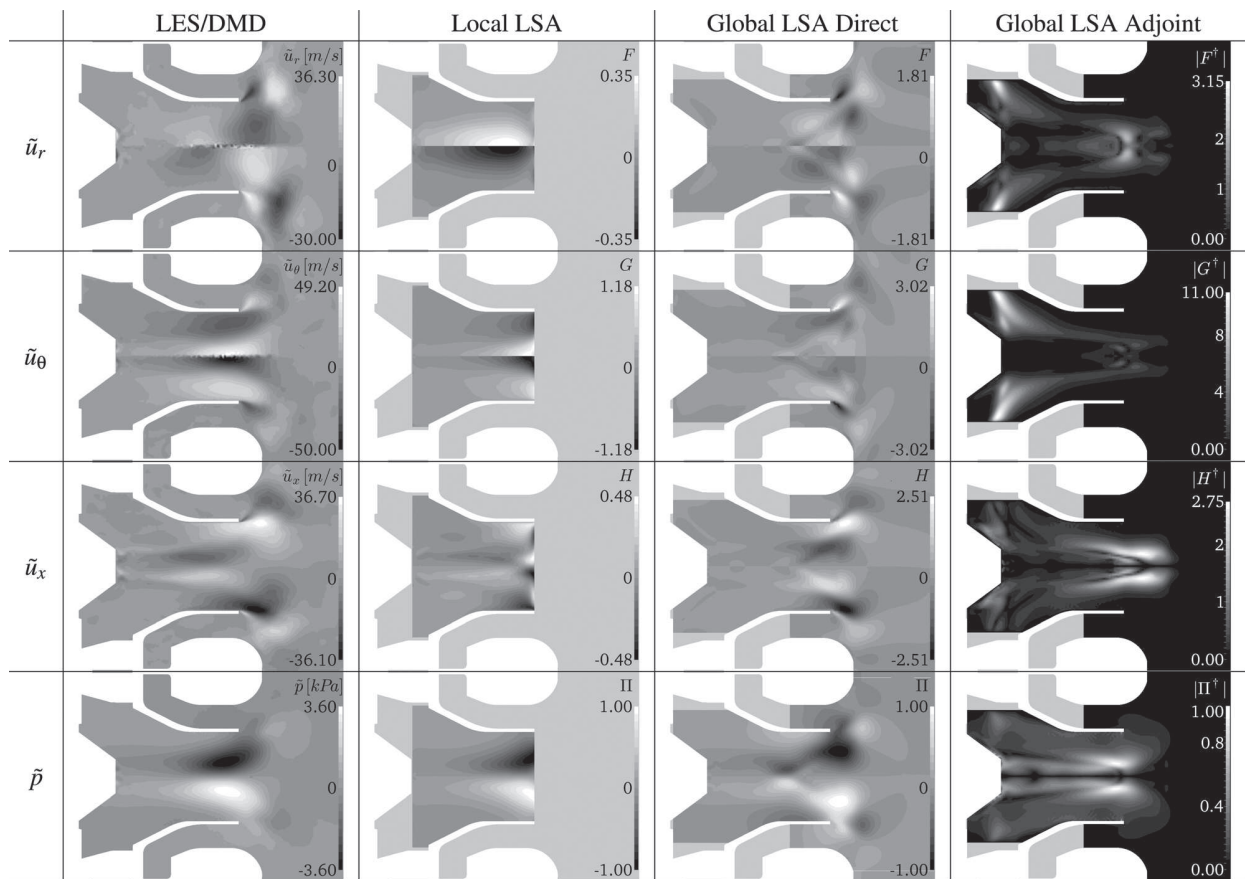 LES/DMD Local LSA Global LSA Direct Global LSA Adjoint
ũ_r ũ_r [m/s] 36.30 0 -30.00 F 0.35 0 -0.35 F 1.81 0 -1.81 |F†| 3.15 2 1 0.00
ũ_θ ũ_θ [m/s] 49.20 0 -50.00 G 1.18 0 -1.18 G 3.02 0 -3.02 |G†| 11.00 8 4 0.00
ũ_x ũ_x [m/s] 36.70 0 -36.10 H 0.48 0 -0.48 H 2.51 0 -2.51 |H†| 2.75 2 1 0.00
p̃ p̃ [kPa] 3.60 0 -3.60 Π 1.00 0 -1.00 Π 1.00 0 -1.00 |Π†| 1.00 0.8 0.4 0.00